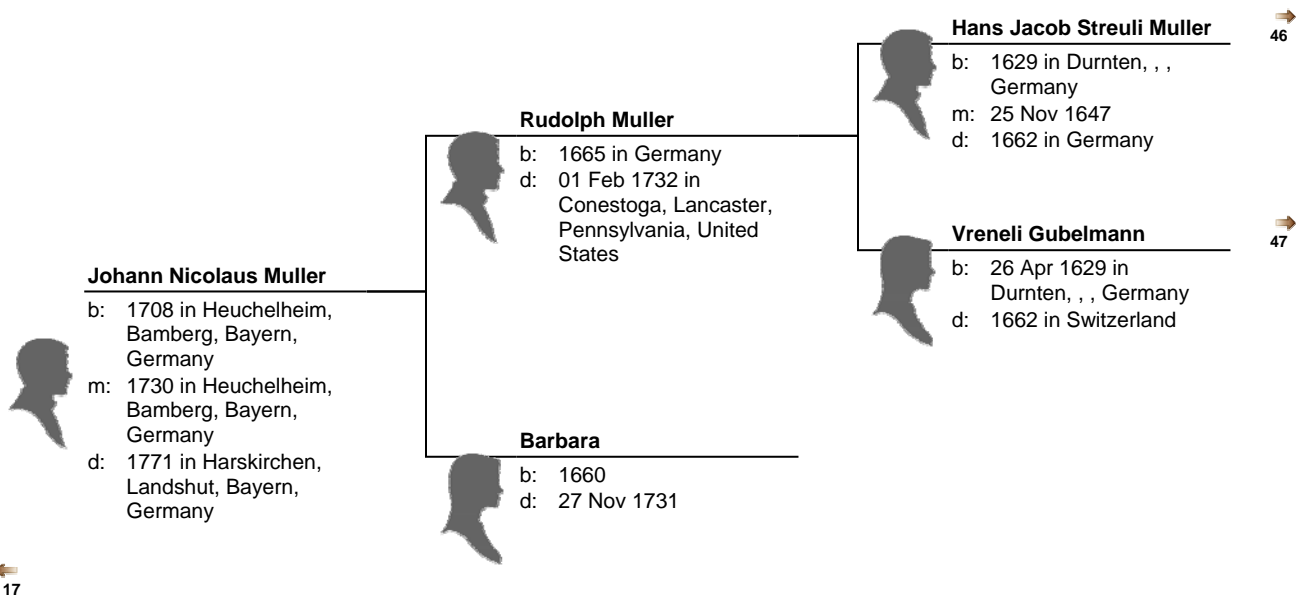 Hans Jacob Streuli Muller
46
b: 1629 in Durnten, , ,
Germany
m: 25 Nov 1647
d: 1662 in Germany
Rudolph Muller
b: 1665 in Germany
d: 01 Feb 1732 in
Conestoga, Lancaster,
Pennsylvania, United
States
Vreneli Gubelmann
47
b: 26 Apr 1629 in
Durnten, , , Germany
d: 1662 in Switzerland
Johann Nicolaus Muller
b: 1708 in Heuchelheim,
Bamberg, Bayern,
Germany
m: 1730 in Heuchelheim,
Bamberg, Bayern,
Germany
d: 1771 in Harskirchen,
Landshut, Bayern,
Germany
Barbara
b: 1660
d: 27 Nov 1731
17